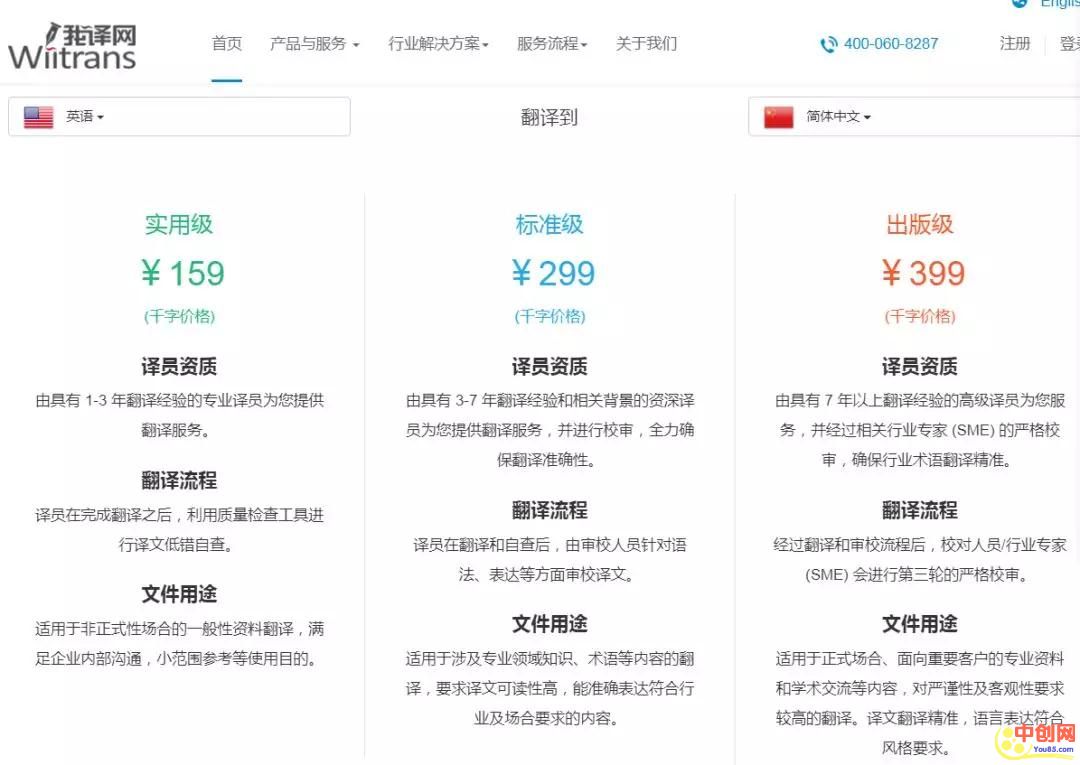 Englis
我译网
Wiitrans
首页 产品与服务 行业解决方案 服务流程 关于我们 400-060-8287 注册 登录
英语 翻译到 简体中文
实用级
¥159
(千字价格)
译员资质
由具有 1-3 年翻译经验的专业译员为您提供
翻译服务。
翻译流程
译员在完成翻译之后，利用质量检查工具进
行译文低错自查。
文件用途
适用于非正式性场合的一般性资料翻译，满
足企业内部沟通，小范围参考等使用目的。
标准级
¥299
(千字价格)
译员资质
由具有 3-7 年翻译经验和相关背景的资深译
员为您提供翻译服务，并进行校审，全力确
保翻译准确性。
翻译流程
译员在翻译和自查后，由审校人员针对语
法、表达等方面审校译文。
文件用途
适用于涉及专业领域知识、术语等内容的翻
译，要求译文可读性高，能准确表达符合行
业及场合要求的内容。
出版级
¥399
(千字价格)
译员资质
由具有 7 年以上翻译经验的高级译员为您服
务，并经过相关行业专家 (SME) 的严格校
审，确保行业术语翻译精准。
翻译流程
经过翻译和审校流程后，校对人员/行业专家
(SME) 会进行第三轮的严格校审。
文件用途
适用于正式场合、面向重要客户的专业资料
和学术交流等内容，对严谨性及客观性要求
较高的翻译。译文翻译精准，语言表达符合
风格要求。
中创网
You85.com